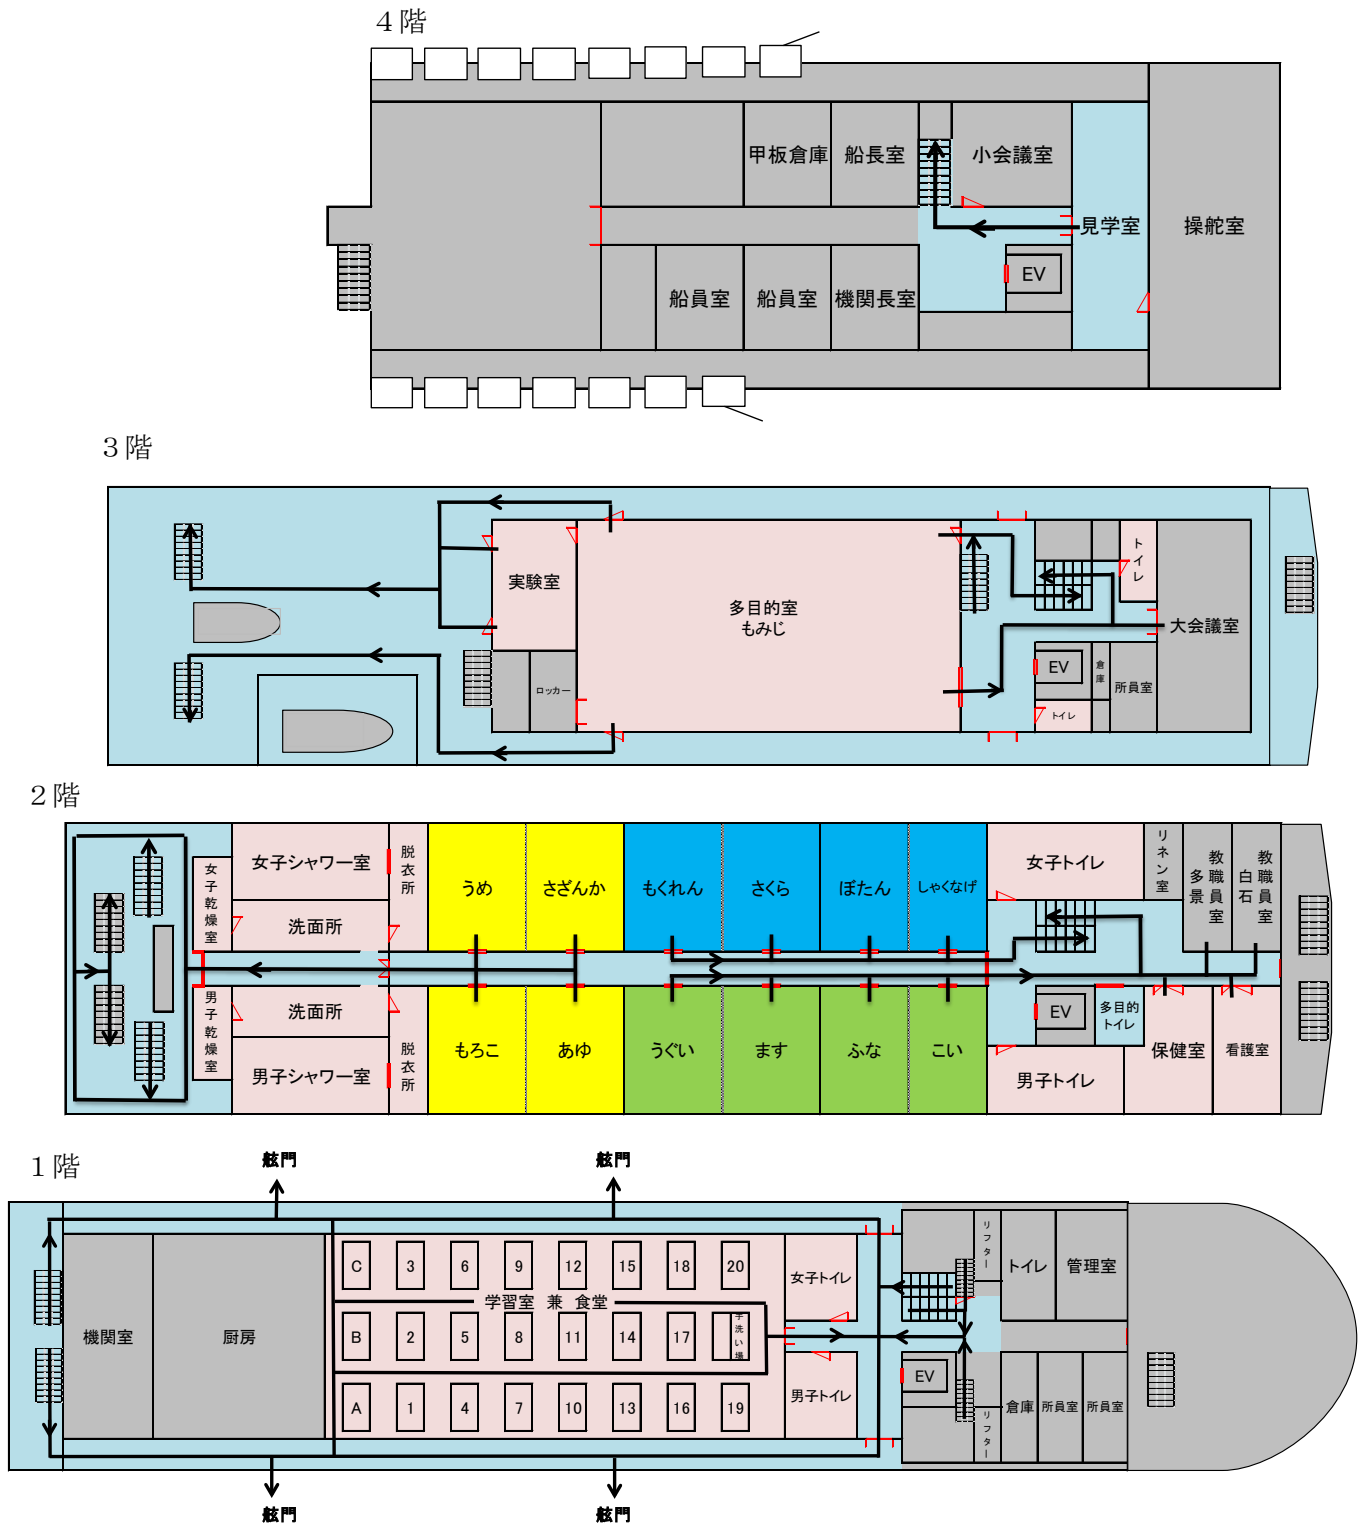 ４階
甲板倉庫
船長室
小会議室
見学室
操舵室
EV
船員室
船員室
機関長室
３階
実験室
多目的室
もみじ
トイレ
大会議室
EV
倉庫
所員室
ロッカー
トイレ
２階
女子乾燥室
女子シャワー室
脱衣所
洗面所
うめ
さざんか
もくれん
さくら
ぼたん
しゃくなげ
女子トイレ
リネン室
教職員室
多景
教職員室
白石
男子乾燥室
洗面所
男子シャワー室
脱衣所
もろこ
あゆ
うぐい
ます
ふな
こい
EV
多目的
トイレ
男子トイレ
保健室
看護室
１階
舷門
舷門
機関室
厨房
C
3
6
9
12
15
18
20
学習室 兼 食堂
B
2
5
8
11
14
17
手洗い場
A
1
4
7
10
13
16
19
女子トイレ
男子トイレ
リフター
トイレ
管理室
EV
リフター
倉庫
所員室
所員室
舷門
舷門